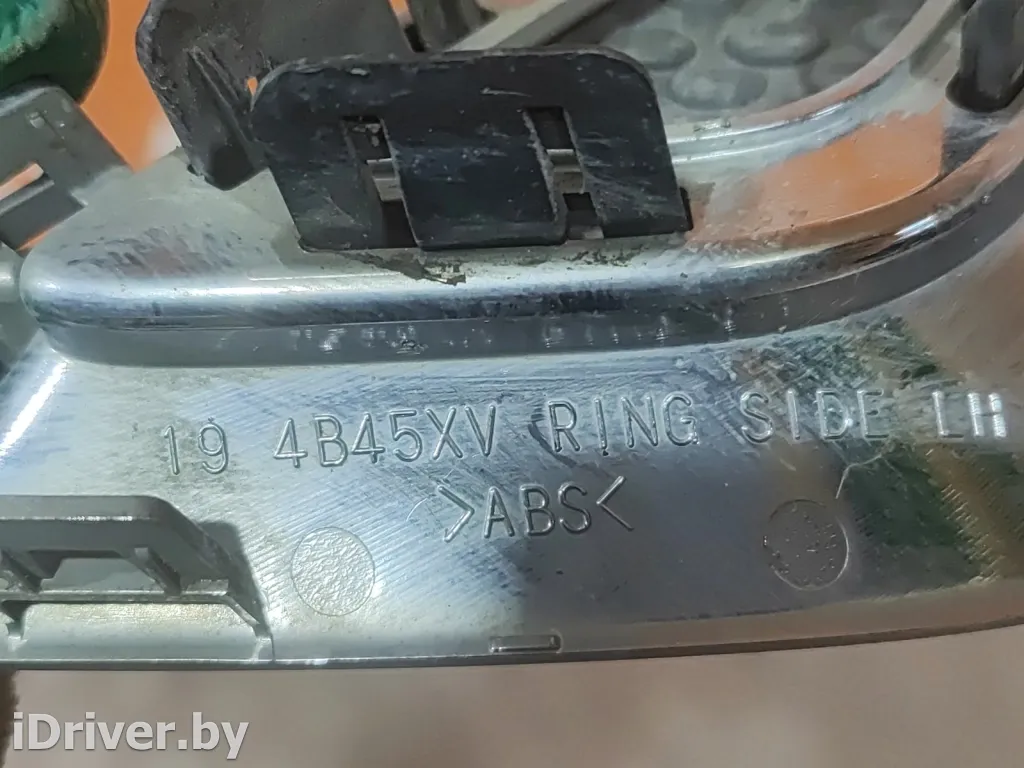 19 4B45XV RING SIDE LH
>ABS<
iDriver.by